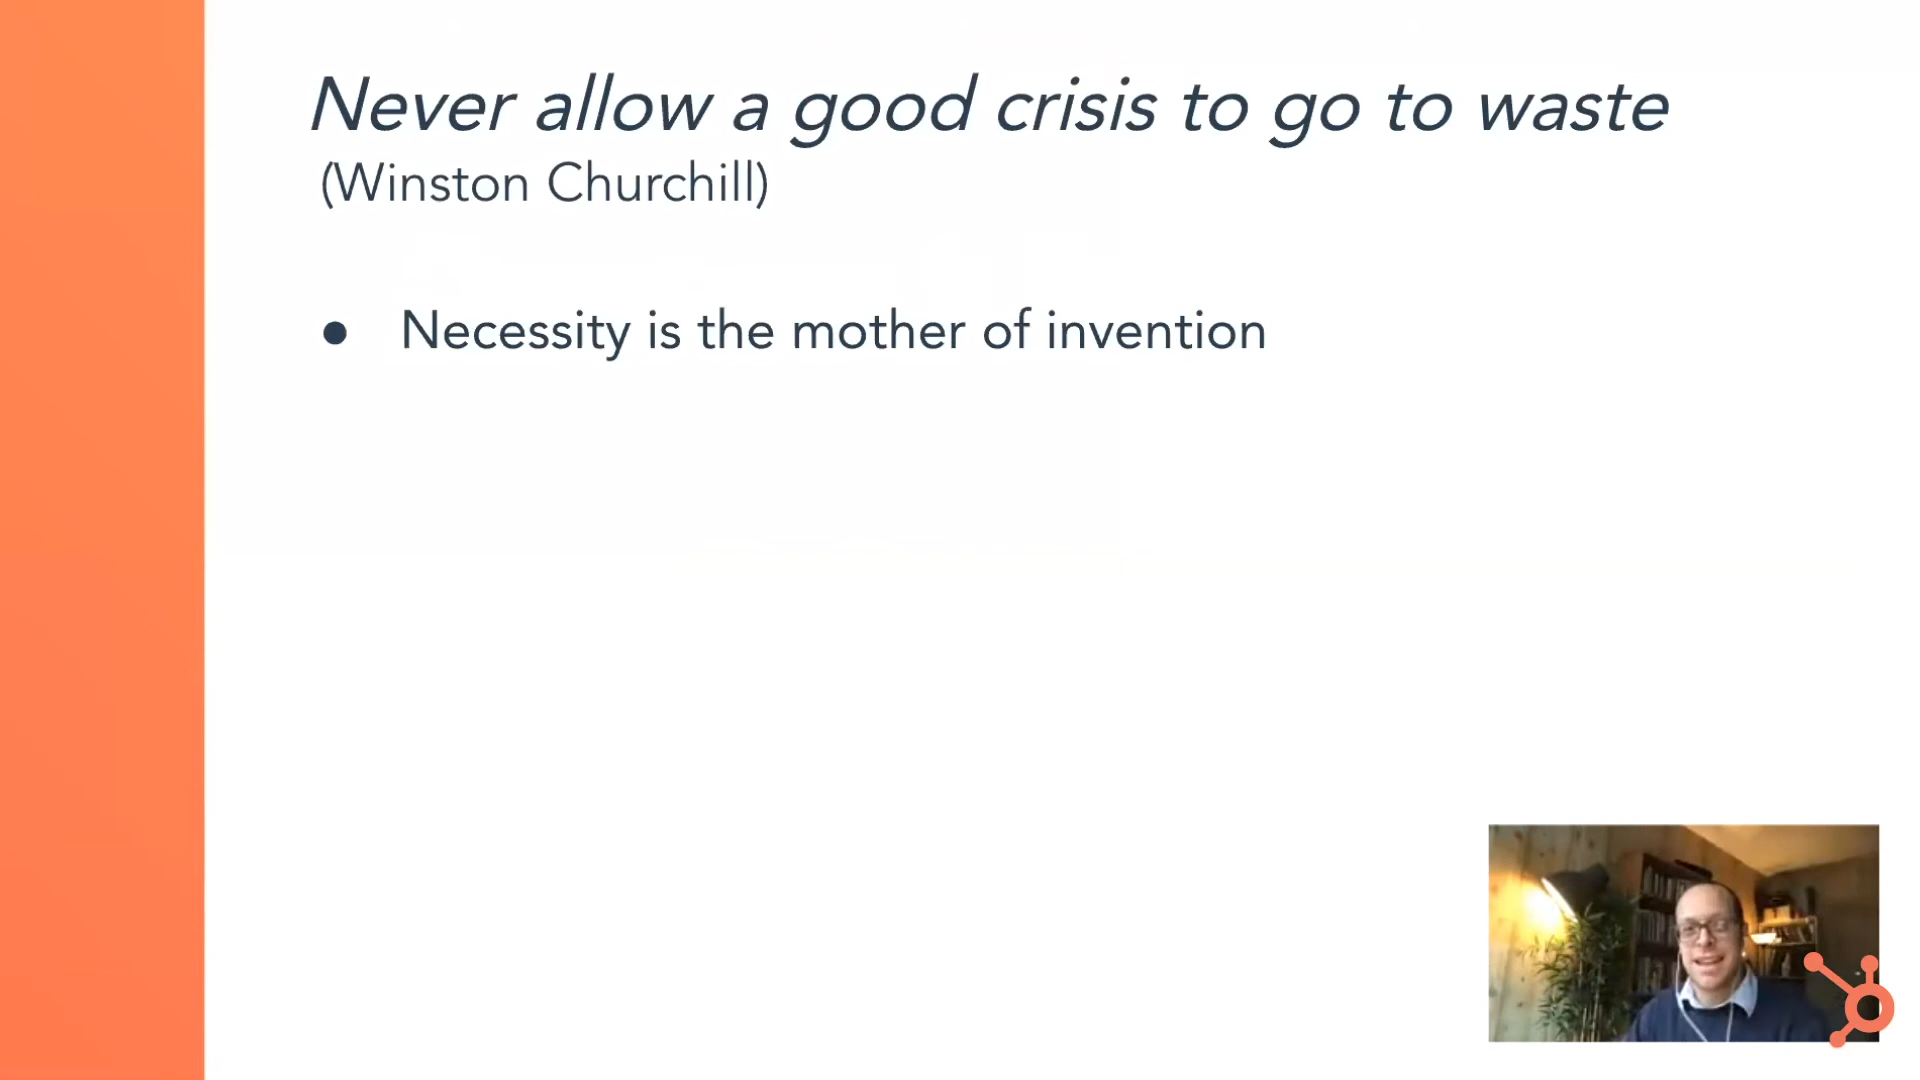 Never allow a good crisis to go to waste
(Winston Churchill)
● Necessity is the mother of invention